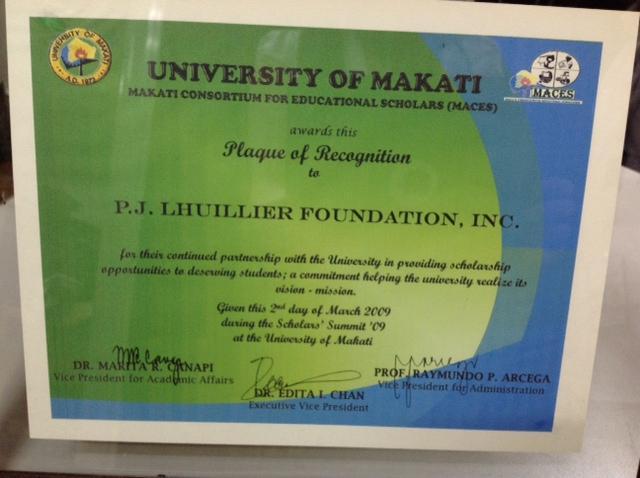 UNIVERSITY OF MAKATI
A.D. 1972
MACES
UNIVERSITY OF MAKATI
MAKATI CONSORTIUM FOR EDUCATIONAL SCHOLARS (MACES)
awards this
Plaque of Recognition
to
P.J. LHUILLIER FOUNDATION, INC.
for their continued partnership with the University in providing scholarship
opportunities to deserving students; a commitment helping the university realize its
vision - mission.
Given this 2nd day of March 2009
during the Scholars' Summit '09
at the University of Makati
DR. MARITA R. CANAPI
Vice President for Academic Affairs
DR. EDITA I. CHAN
Executive Vice President
PROF. RAYMUNDO P. ARCEGA
Vice President for Administration